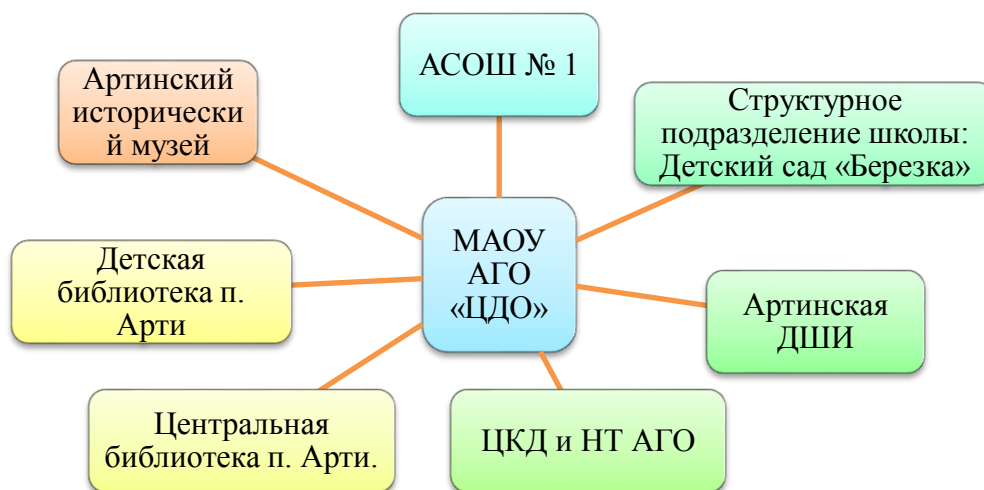 АСОШ № 1
Артинский
исторически
й музей
Структурное
подразделение школы:
Детский сад «Березка»
МАОУ
АГО
«ЦДО»
Детская
библиотека п.
Арти
Артинская
ДШИ
Центральная
библиотека п. Арти.
ЦКД и НТ АГО